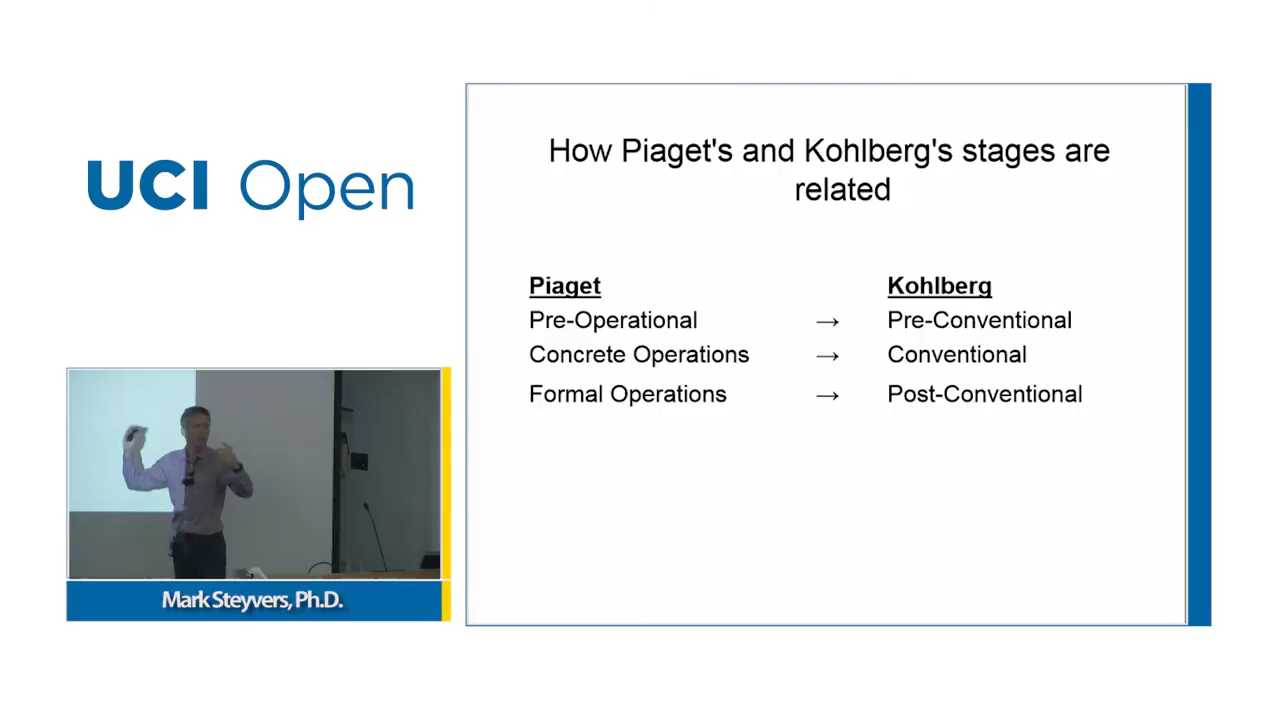 UCI Open
How Piaget's and Kohlberg's stages are
related
Piaget Kohlberg
Pre-Operational → Pre-Conventional
Concrete Operations → Conventional
Formal Operations → Post-Conventional
Mark Steyvers, Ph.D.